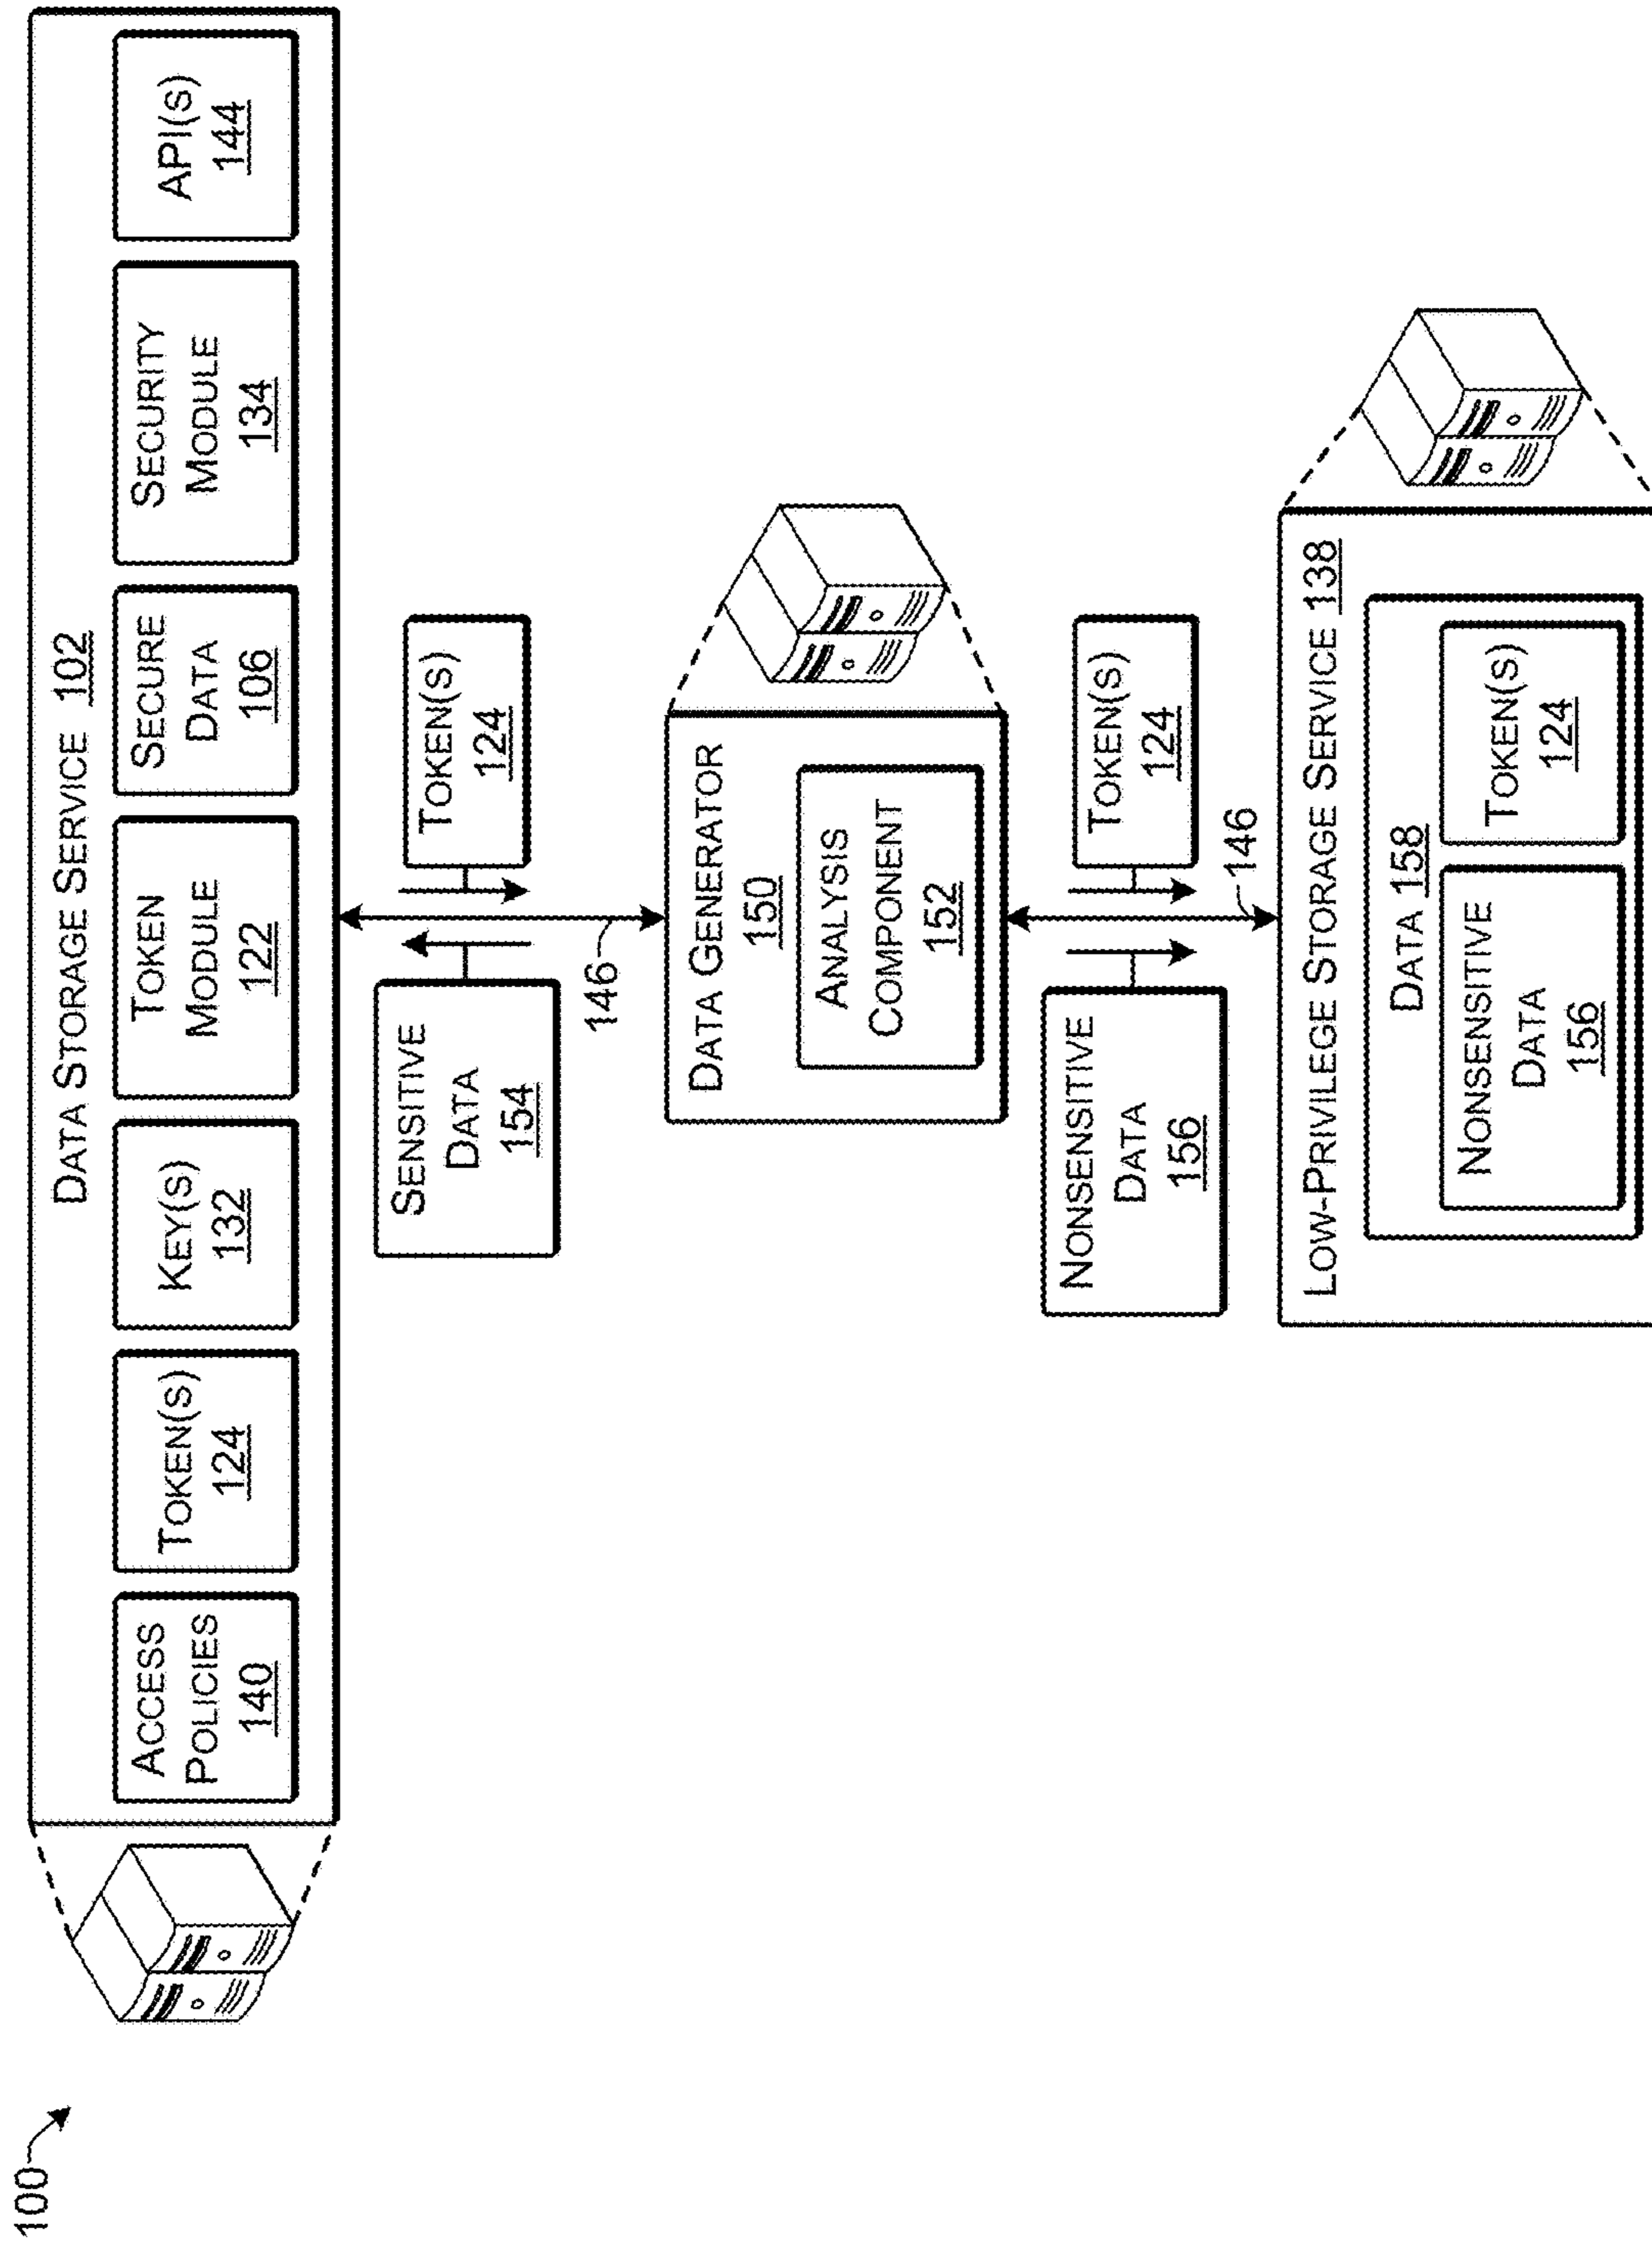 100
DATA STORAGE SERVICE 102
ACCESS
POLICIES
140
TOKEN(S)
124
KEY(S)
132
TOKEN
MODULE
122
SECURE
DATA
106
SECURITY
MODULE
134
API(S)
144
SENSITIVE
DATA
154
TOKEN(S)
124
146
DATA GENERATOR
150
ANALYSIS
COMPONENT
152
NONSENSITIVE
DATA
156
TOKEN(S)
124
146
LOW-PRIVILEGE STORAGE SERVICE 138
DATA 158
NONSENSITIVE
DATA
156
TOKEN(S)
124